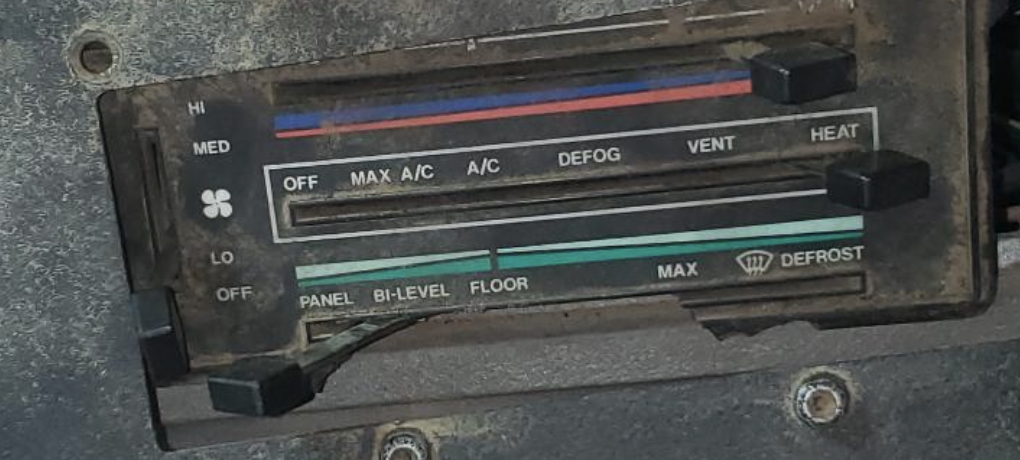 HI
MED
LO
OFF
OFF MAX A/C A/C DEFOG VENT HEAT
PANEL BI-LEVEL FLOOR MAX DEFROST